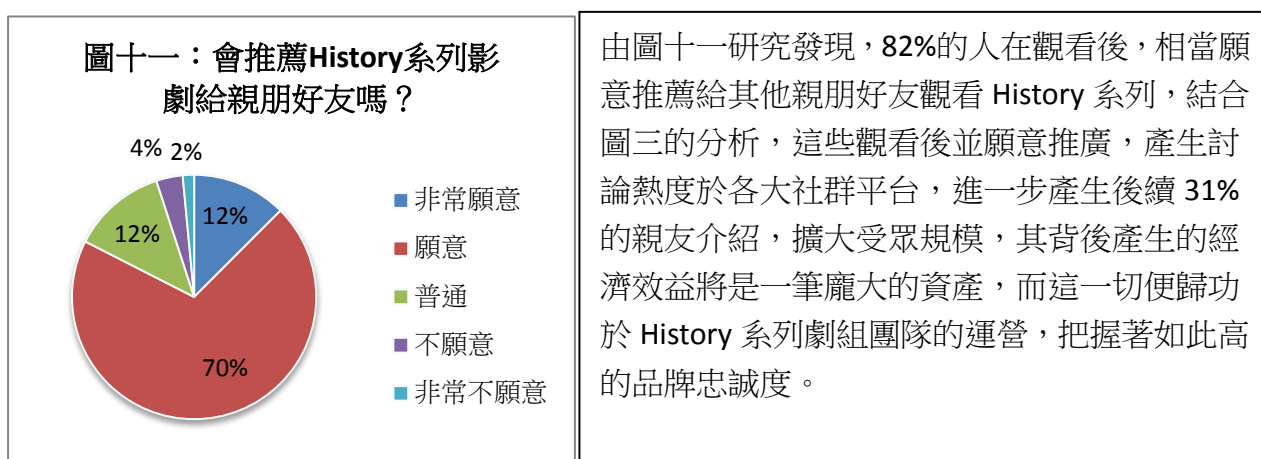 圖十一：會推薦History系列影
劇給親朋好友嗎？
4%
2%
12%
12%
70%
非常願意
願意
普通
不願意
非常不願意
由圖十一研究發現，82%的人在觀看後，相當願
意推薦給其他親朋好友觀看 History 系列，結合
圖三的分析，這些觀看後並願意推廣，產生討
論熱度於各大社群平台，進一步產生後續 31%
的親友介紹，擴大受眾規模，其背後產生的經
濟效益將是一筆龐大的資產，而這一切便歸功
於 History 系列劇組團隊的運營，把握著如此高
的品牌忠誠度。